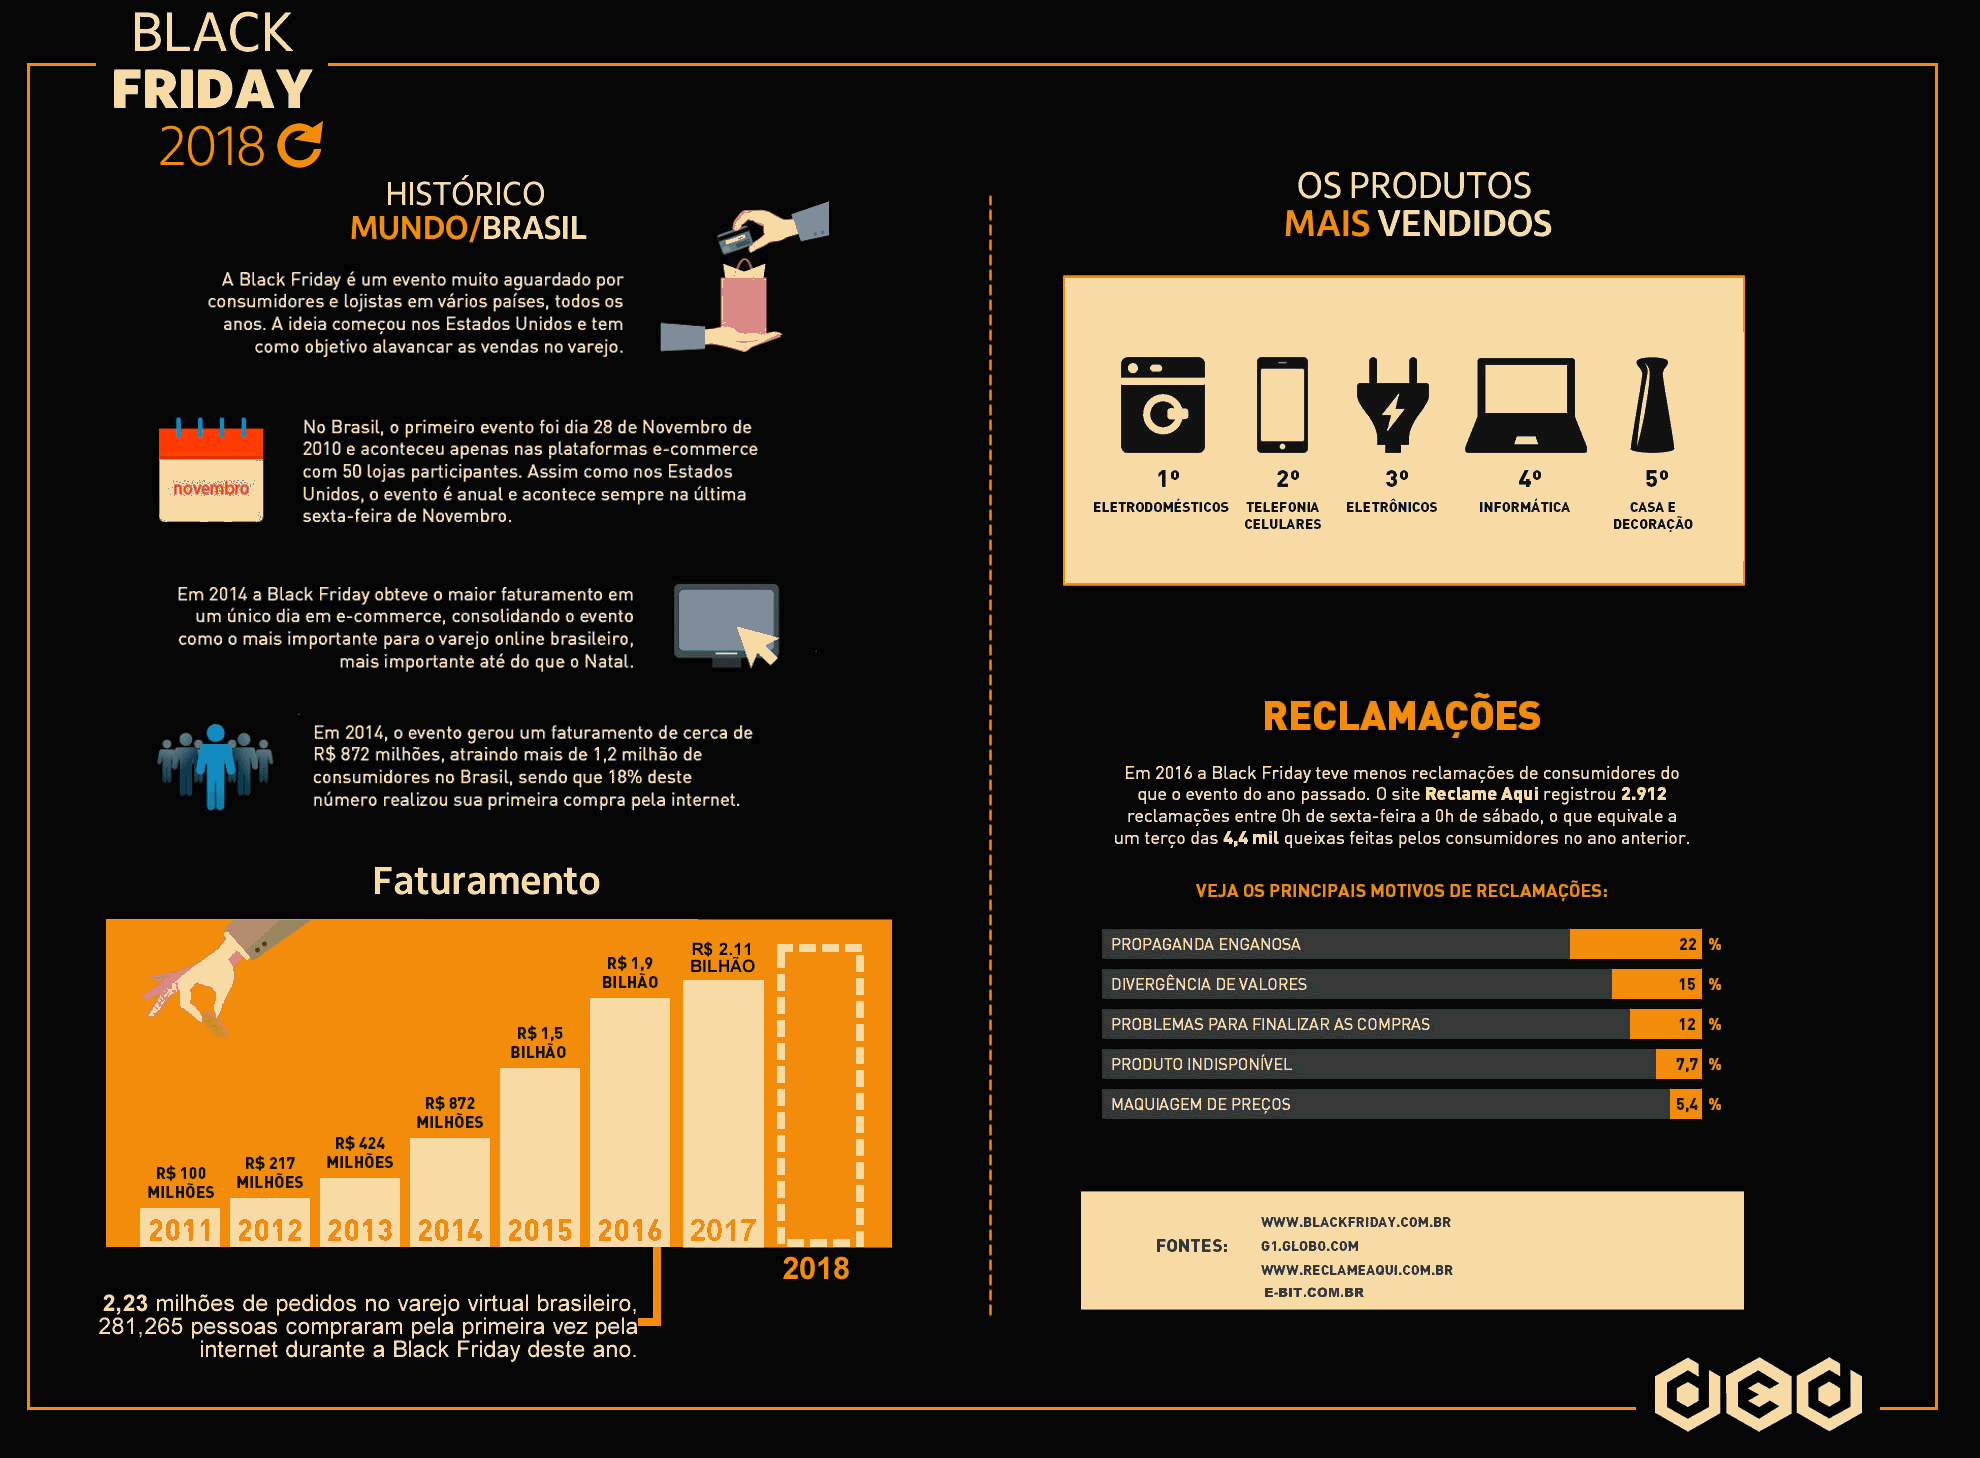 BLACK
FRIDAY
2018
HISTÓRICO
MUNDO/BRASIL
A Black Friday é um evento muito aguardado por
consumidores e lojistas em vários países, todos os
anos. A ideia começou nos Estados Unidos e tem
como objetivo alavancar as vendas no varejo.
novembro
No Brasil, o primeiro evento foi dia 28 de Novembro de
2010 e aconteceu apenas nas plataformas e-commerce
com 50 lojas participantes. Assim como nos Estados
Unidos, o evento é anual e acontece sempre na última
sexta-feira de Novembro.
Em 2014 a Black Friday obteve o maior faturamento em
um único dia em e-commerce, consolidando o evento
como o mais importante para o varejo online brasileiro,
mais importante até do que o Natal.
Em 2014, o evento gerou um faturamento de cerca de
R$ 872 milhões, atraindo mais de 1,2 milhão de
consumidores no Brasil, sendo que 18% deste
número realizou sua primeira compra pela internet.
Faturamento
R$ 100
MILHÕES
2011
R$ 217
MILHÕES
2012
R$ 424
MILHÕES
2013
R$ 872
MILHÕES
2014
R$ 1,5
BILHÃO
2015
R$ 1,9
BILHÃO
2016
R$ 2.11
BILHÃO
2017
2018
2,23 milhões de pedidos no varejo virtual brasileiro,
281,265 pessoas compraram pela primeira vez pela
internet durante a Black Friday deste ano.
OS PRODUTOS
MAIS VENDIDOS
1º
ELETRODOMÉSTICOS
2º
TELEFONIA
CELULARES
3º
ELETRÔNICOS
4º
INFORMÁTICA
5º
CASA E
DECORAÇÃO
RECLAMAÇÕES
Em 2016 a Black Friday teve menos reclamações de consumidores do
que o evento do ano passado. O site Reclame Aqui registrou 2.912
reclamações entre 0h de sexta-feira a 0h de sábado, o que equivale a
um terço das 4,4 mil queixas feitas pelos consumidores no ano anterior.
VEJA OS PRINCIPAIS MOTIVOS DE RECLAMAÇÕES:
PROPAGANDA ENGANOSA 22 %
DIVERGÊNCIA DE VALORES 15 %
PROBLEMAS PARA FINALIZAR AS COMPRAS 12 %
PRODUTO INDISPONÍVEL 7,7 %
MAQUIAGEM DE PREÇOS 5,4 %
FONTES:
WWW.BLACKFRIDAY.COM.BR
G1.GLOBO.COM
WWW.RECLAMEAQUI.COM.BR
E-BIT.COM.BR
ded